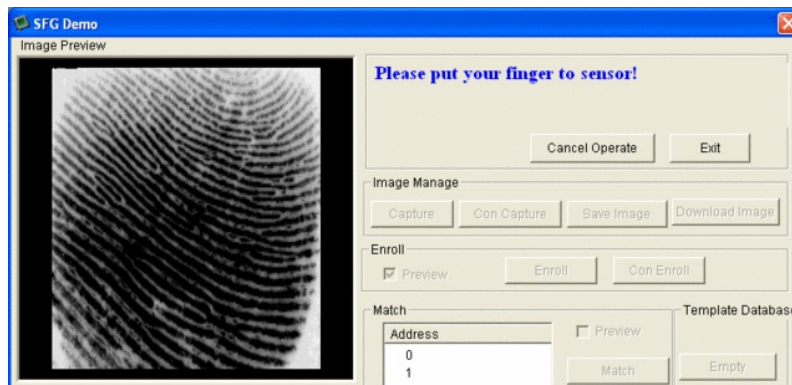 SFG Demo
Image Preview
Please put your finger to sensor!
Cancel Operate Exit
Image Manage
Capture Con Capture Save Image Download Image
Enroll
Preview Enroll Con Enroll
Match Template Database
Address Preview
0
1 Match Empty